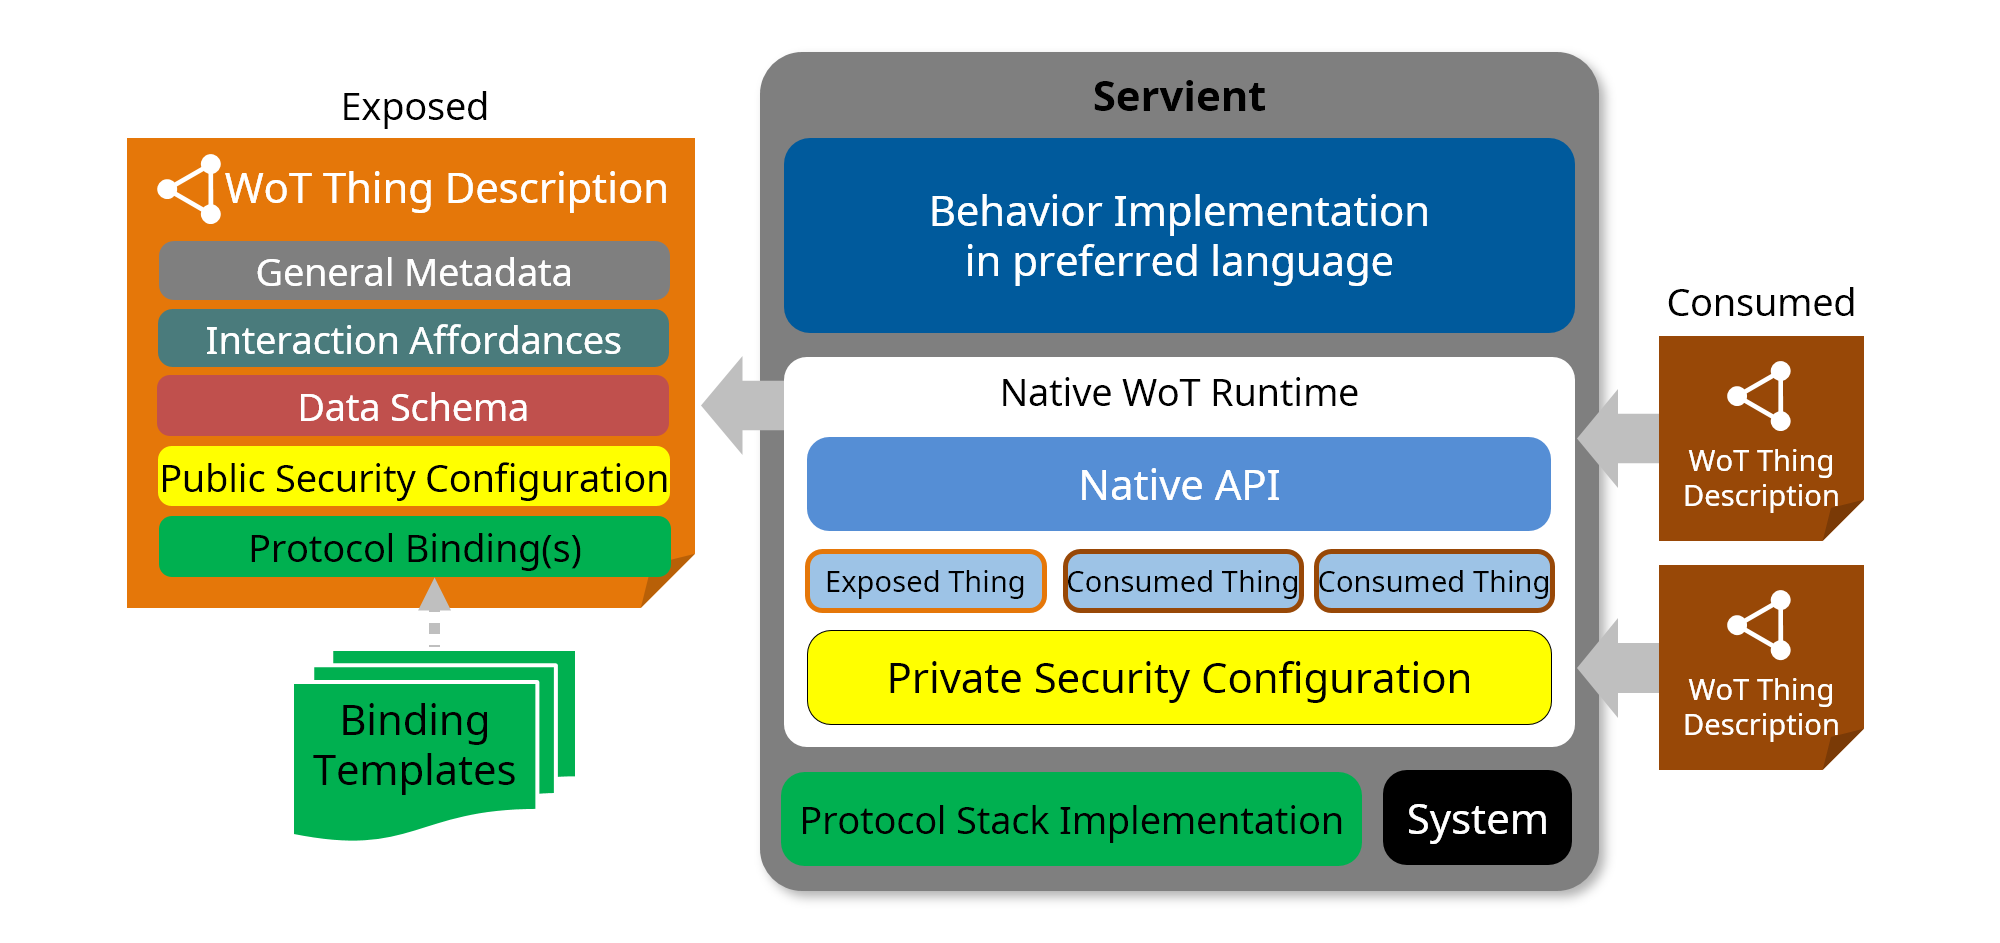 Exposed
WoT Thing Description
General Metadata
Interaction Affordances
Data Schema
Public Security Configuration
Protocol Binding(s)
Binding
Templates
Servient
Behavior Implementation
in preferred language
Native WoT Runtime
Native API
Exposed Thing
Consumed Thing
Consumed Thing
Private Security Configuration
Protocol Stack Implementation
System
Consumed
WoT Thing
Description
WoT Thing
Description